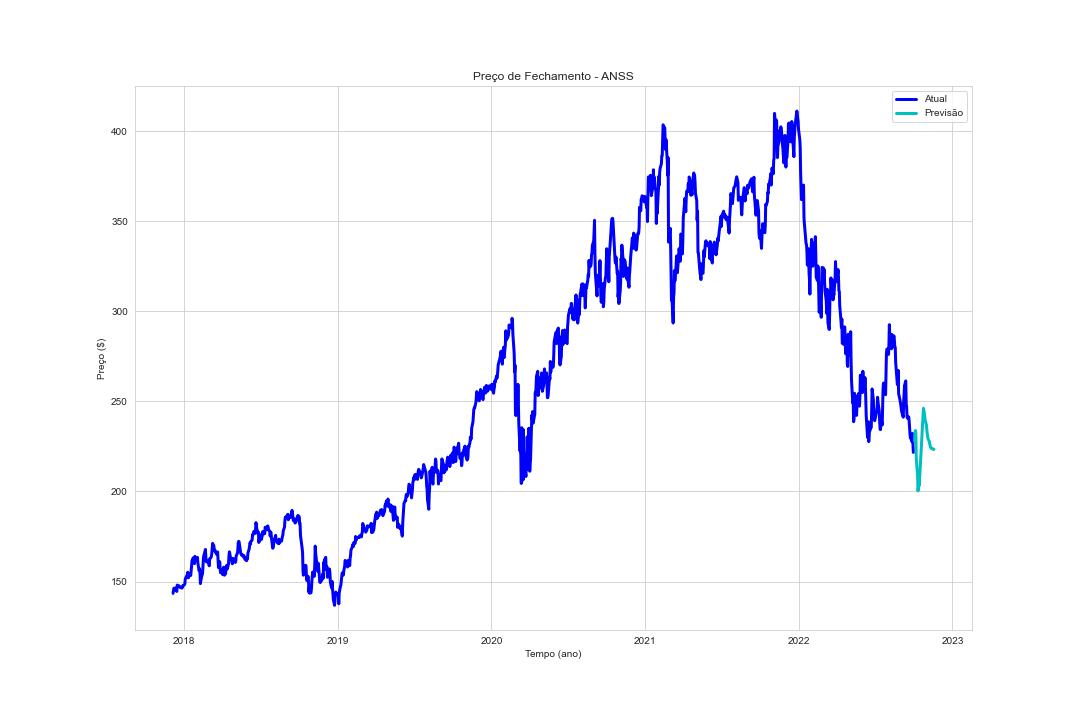 Preço de Fechamento - ANSS
Atual
Previsão
400
350
300
250
200
150
Preço ($)
2018 2019 2020 2021 2022 2023
Tempo (ano)